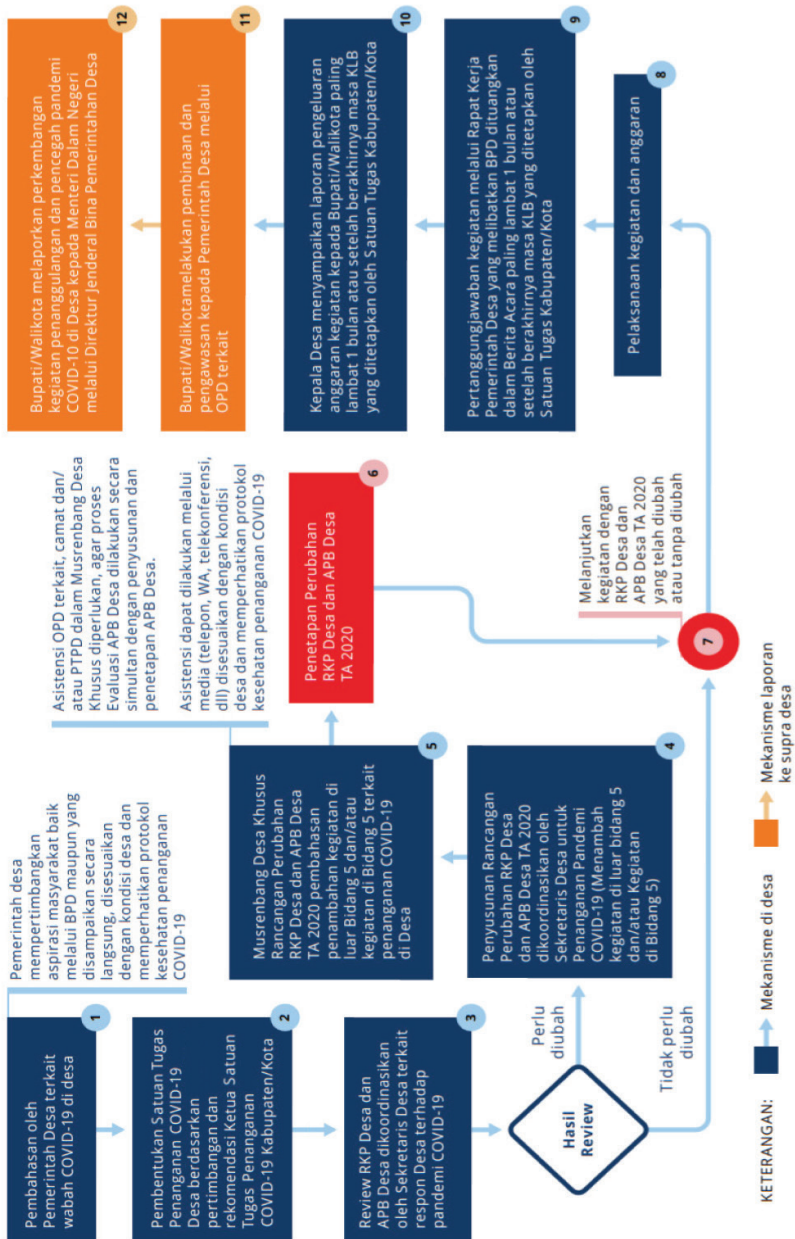 Pembahasan oleh
Pemerintah Desa terkait
wabah COVID-19 di desa
1
Pemerintah desa
mempertimbangkan
aspirasi masyarakat baik
melalui BPD maupun yang
disampaikan secara
langsung, disesuaikan
dengan kondisi desa dan
memperhatikan protokol
kesehatan penanganan
COVID-19
Pembentukan Satuan Tugas
Penanganan COVID-19
Desa berdasarkan
pertimbangan dan
rekomendasi Ketua Satuan
Tugas Penanganan
COVID-19 Kabupaten/Kota
2
Review RKP Desa dan
APB Desa dikoordinasikan
oleh Sekretaris Desa terkait
respon Desa terhadap
pandemi COVID-19
3
Hasil
Review
Perlu
diubah
Tidak perlu
diubah
Penyusunan Rancangan
Perubahan RKP Desa
dan APB Desa TA 2020
dikoordinasikan oleh
Sekretaris Desa untuk
Penanganan Pandemi
COVID-19 (Menambah
kegiatan di luar bidang 5
dan/atau Kegiatan
di Bidang 5)
4
Musrenbang Desa Khusus
Rancangan Perubahan
RKP Desa dan APB Desa
TA 2020 pembahasan
penambahan kegiatan di
luar Bidang 5 dan/atau
kegiatan di Bidang 5 terkait
penanganan COVID-19
di Desa
5
Asistensi OPD terkait, camat dan/
atau PTPD dalam Musrenbang Desa
Khusus diperlukan, agar proses
Evaluasi APB Desa dilakukan secara
simultan dengan penyusunan dan
penetapan APB Desa.
Asistensi dapat dilakukan melalui
media (telepon, WA, telekonferensi,
dll) disesuaikan dengan kondisi
desa dan memperhatikan protokol
kesehatan penanganan COVID-19
Penetapan Perubahan
RKP Desa dan APB Desa
TA 2020
6
Melanjutkan
kegiatan dengan
RKP Desa dan
APB Desa TA 2020
yang telah diubah
atau tanpa diubah
7
Pelaksanaan kegiatan dan anggaran
8
Pertanggungjawaban kegiatan melalui Rapat Kerja
Pemerintah Desa yang melibatkan BPD dituangkan
dalam Berita Acara paling lambat 1 bulan atau
setelah berakhirnya masa KLB yang ditetapkan oleh
Satuan Tugas Kabupaten/Kota
9
Kepala Desa menyampaikan laporan pengeluaran
anggaran kegiatan kepada Bupati/Walikota paling
lambat 1 bulan atau setelah berakhirnya masa KLB
yang ditetapkan oleh Satuan Tugas Kabupaten/Kota
10
Bupati/Walikotamelakukan pembinaan dan
pengawasan kepada Pemerintah Desa melalui
OPD terkait
11
Bupati/Walikota melaporkan perkembangan
kegiatan penanggulangan dan pencegah pandemi
COVID-10 di Desa kepada Menteri Dalam Negeri
melalui Direktur Jenderal Bina Pemerintahan Desa
12
KETERANGAN:
Mekanisme di desa
Mekanisme laporan
ke supra desa